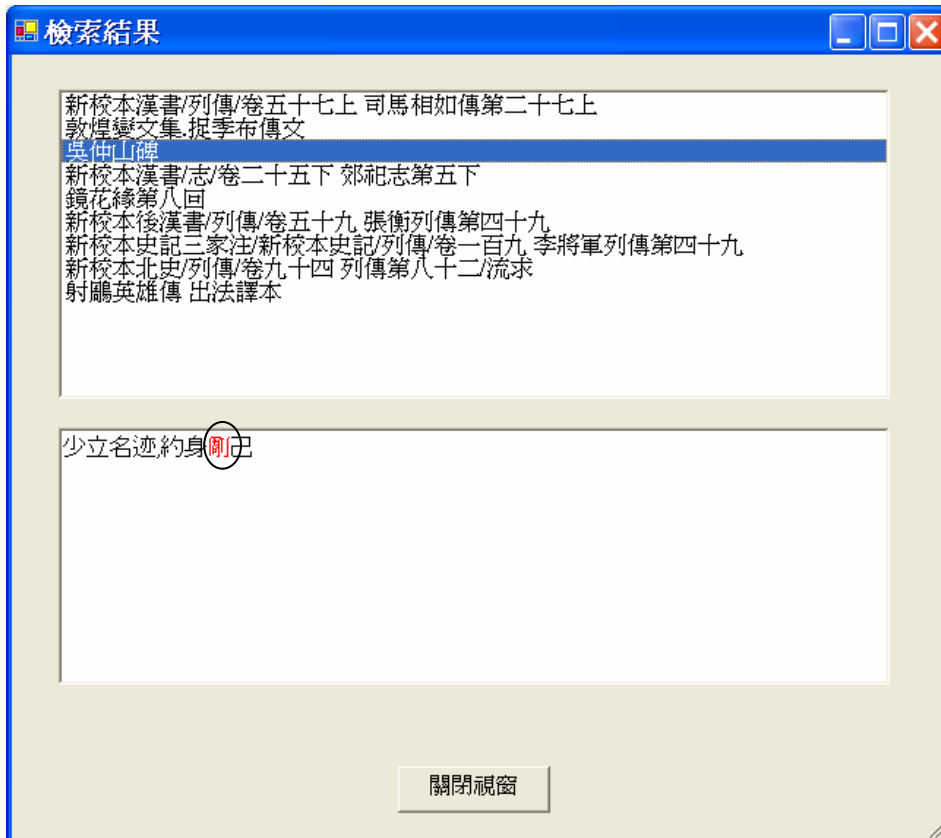 檢索結果
新校本漢書/列傳/卷五十七上 司馬相如傳第二十七上
敦煌變文集.捉季布傳文
吳仲山碑
新校本漢書/志/卷二十五下 郊祀志第五下
鏡花緣第八回
新校本後漢書/列傳/卷五十九 張衡列傳第四十九
新校本史記三家注/新校本史記/列傳/卷一百九 李將軍列傳第四十九
新校本北史/列傳/卷九十四 列傳第八十二/流求
射鵰英雄傳 出法譯本
少立名迹,約身剛己
關閉視窗